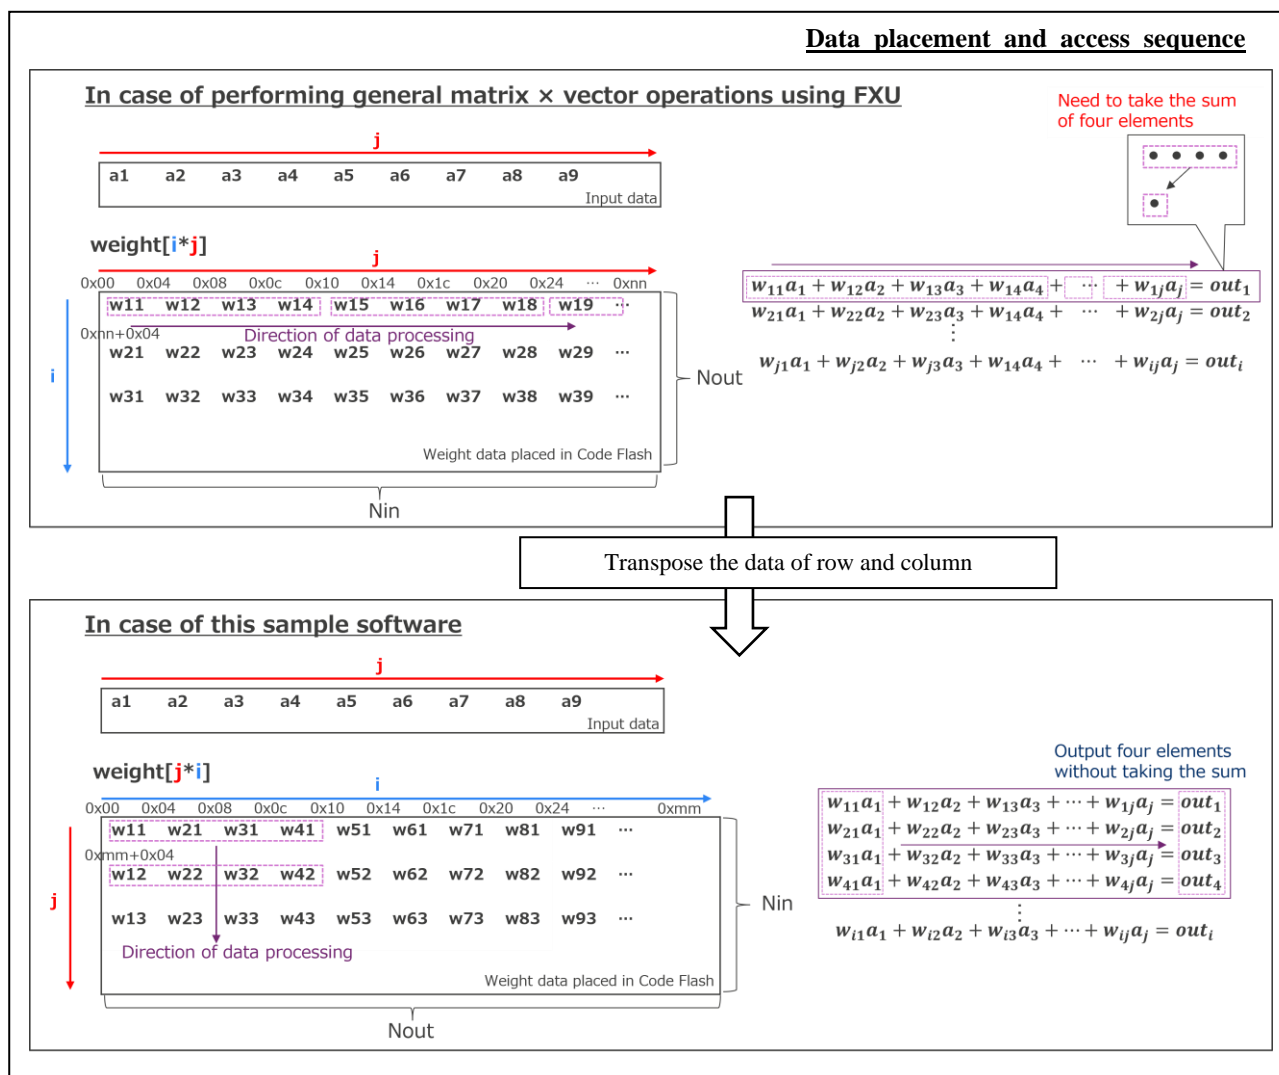 Data placement and access sequence
In case of performing general matrix × vector operations using FXU
Need to take the sum
of four elements
j
a1 a2 a3 a4 a5 a6 a7 a8 a9
Input data
weight[i*j]
j
0x00 0x04 0x08 0x0c 0x10 0x14 0x1c 0x20 0x24 ··· 0xnn
w11 w12 w13 w14 w15 w16 w17 w18 w19 ···
0xnn+0x04
Direction of data processing
w21 w22 w23 w24 w25 w26 w27 w28 w29 ···
i
w31 w32 w33 w34 w35 w36 w37 w38 w39 ···
Weight data placed in Code Flash
Nout
Nin
w₁₁a₁ + w₁₂a₂ + w₁₃a₃ + w₁₄a₄ + ··· + w₁ⱼaⱼ = out₁
w₂₁a₁ + w₂₂a₂ + w₂₃a₃ + w₁₄a₄ + ··· + w₂ⱼaⱼ = out₂
⋮
wⱼ₁a₁ + wⱼ₂a₂ + wⱼ₃a₃ + w₁₄a₄ + ··· + wᵢⱼaⱼ = outᵢ
Transpose the data of row and column
In case of this sample software
j
a1 a2 a3 a4 a5 a6 a7 a8 a9
Input data
weight[j*i]
i
0x00 0x04 0x08 0x0c 0x10 0x14 0x1c 0x20 0x24 ··· 0xmm
w11 w21 w31 w41 w51 w61 w71 w81 w91 ···
0xmm+0x04
w12 w22 w32 w42 w52 w62 w72 w82 w92 ···
j
w13 w23 w33 w43 w53 w63 w73 w83 w93 ···
Direction of data processing
Weight data placed in Code Flash
Nin
Nout
Output four elements
without taking the sum
w₁₁a₁ + w₁₂a₂ + w₁₃a₃ + ··· + w₁ⱼaⱼ = out₁
w₂₁a₁ + w₂₂a₂ + w₂₃a₃ + ··· + w₂ⱼaⱼ = out₂
w₃₁a₁ + w₃₂a₂ + w₃₃a₃ + ··· + w₃ⱼaⱼ = out₃
w₄₁a₁ + w₄₂a₂ + w₄₃a₃ + ··· + w₄ⱼaⱼ = out₄
⋮
wᵢ₁a₁ + wᵢ₂a₂ + wᵢ₃a₃ + ··· + wᵢⱼaⱼ = outᵢ